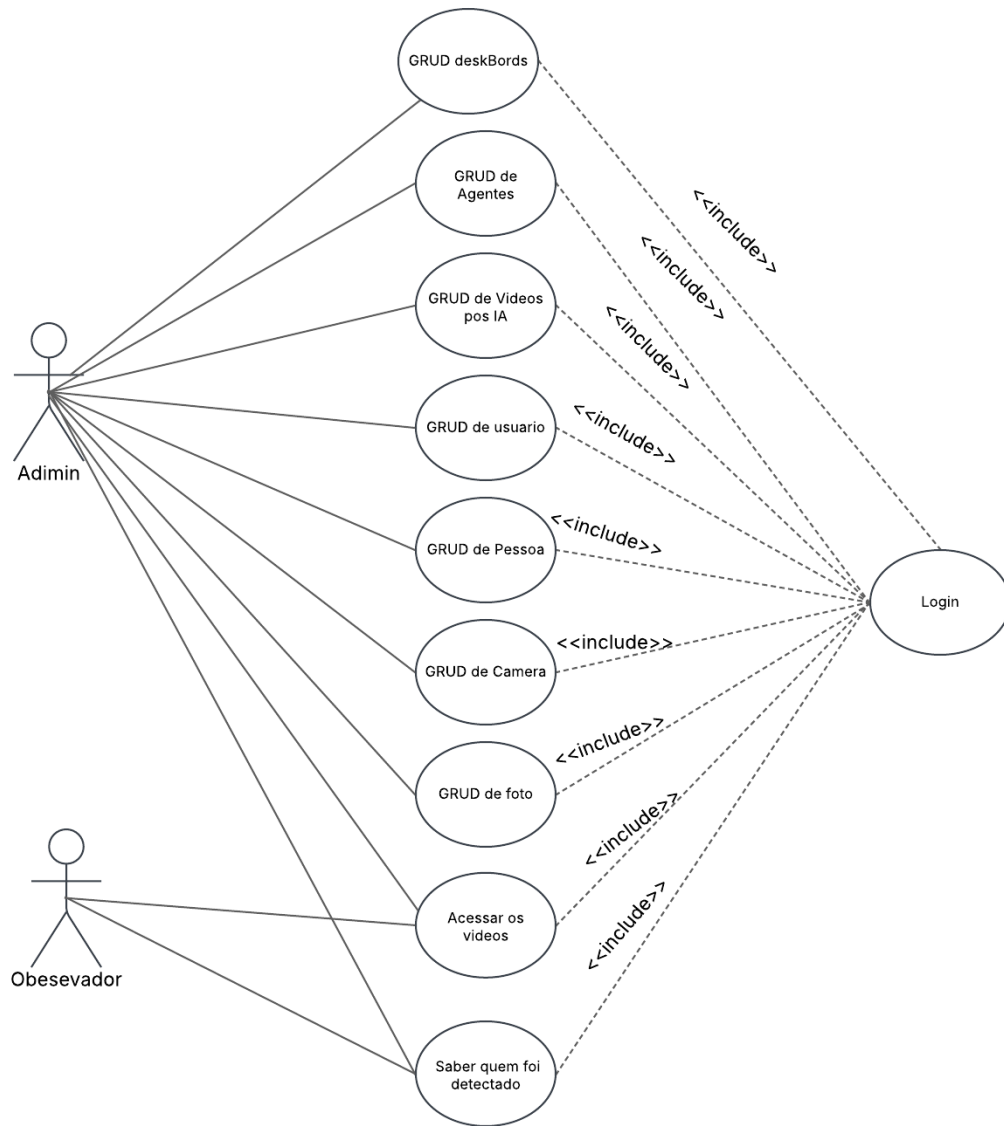 GRUD deskBords
<<include>>
GRUD de
Agentes
<<include>>
GRUD de Videos
pos IA
<<include>>
Adimin
GRUD de usuario
<<include>>
GRUD de Pessoa
<<include>>
Login
GRUD de Camera
<<include>>
GRUD de foto
<<include>>
Obesevador
Acessar os
videos
<<include>>
Saber quem foi
detectado
<<include>>